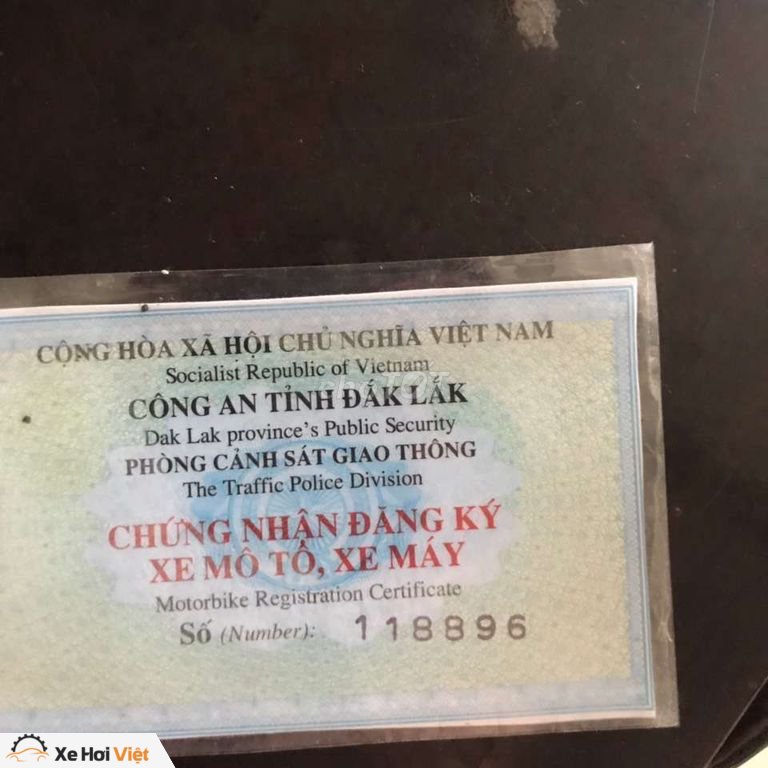 CỘNG HÒA XÃ HỘI CHỦ NGHĨA VIỆT NAM
Socialist Republic of Vietnam
CÔNG AN TỈNH ĐẮK LẮK
Dak Lak province's Public Security
PHÒNG CẢNH SÁT GIAO THÔNG
The Traffic Police Division
CHỨNG NHẬN ĐĂNG KÝ
XE MÔ TÔ, XE MÁY
Motorbike Registration Certificate
Số (Number): 118896
Xe Hơi Việt